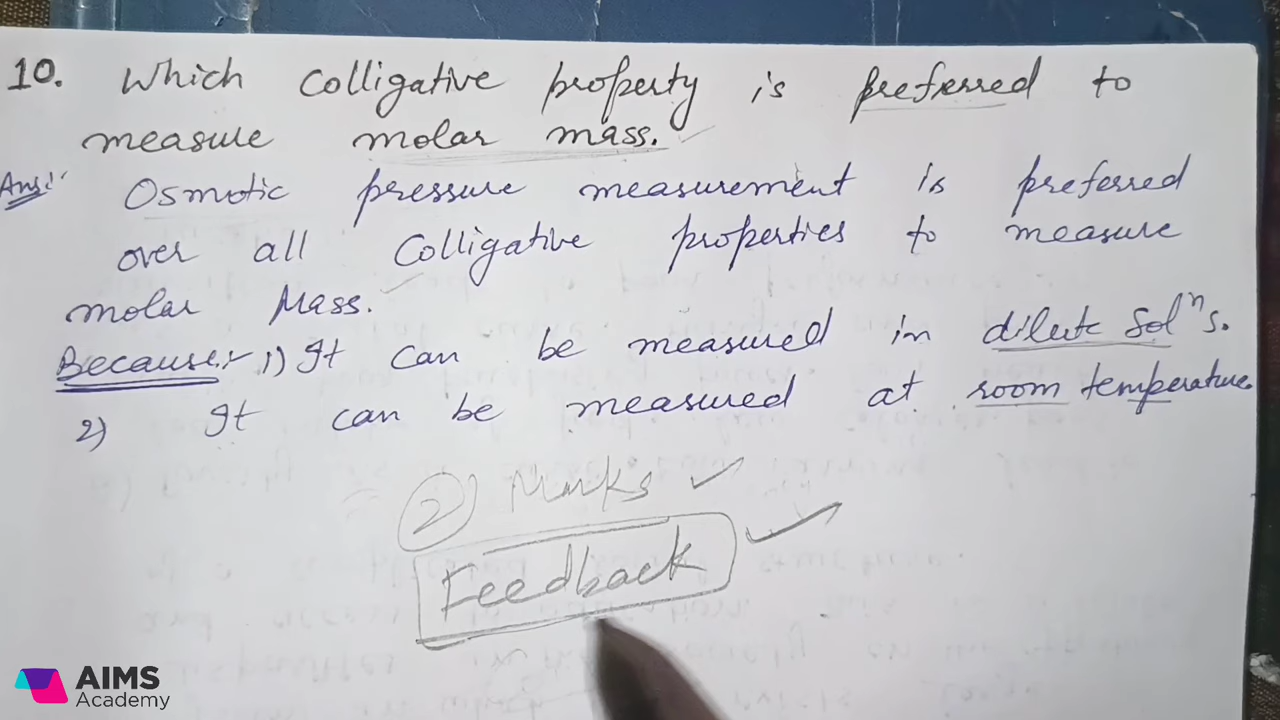 10. Which Colligative property is preferred to
measure molar mass.
Ans:- Osmotic pressure measurement is preferred
over all Colligative properties to measure
molar Mass.
Because:- 1) It can be measured in dilute Solⁿs.
2) It can be measured at room temperature.
2 Marks
Feedback
AIMS
Academy